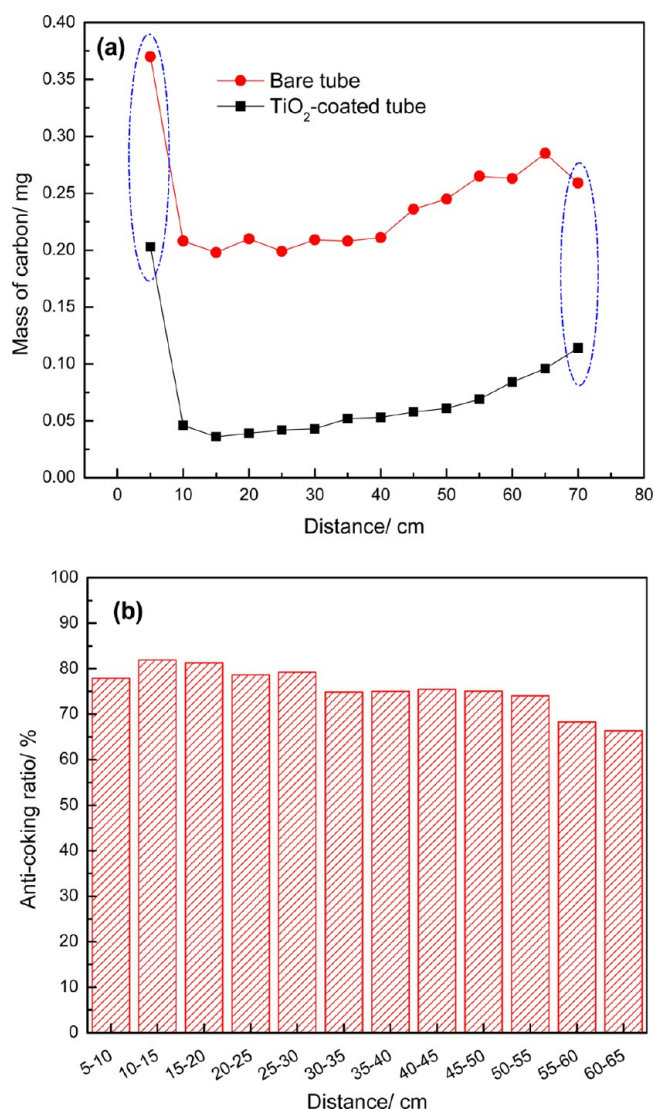 (a)
Bare tube
TiO2-coated tube
Mass of carbon/ mg
0.40
0.35
0.30
0.25
0.20
0.15
0.10
0.05
0.00
0 10 20 30 40 50 60 70 80
Distance/ cm
(b)
Anti-coking ratio/ %
100
90
80
70
60
50
40
30
20
10
0
5-10 10-15 15-20 20-25 25-30 30-35 35-40 40-45 45-50 50-55 55-60 60-65
Distance/ cm